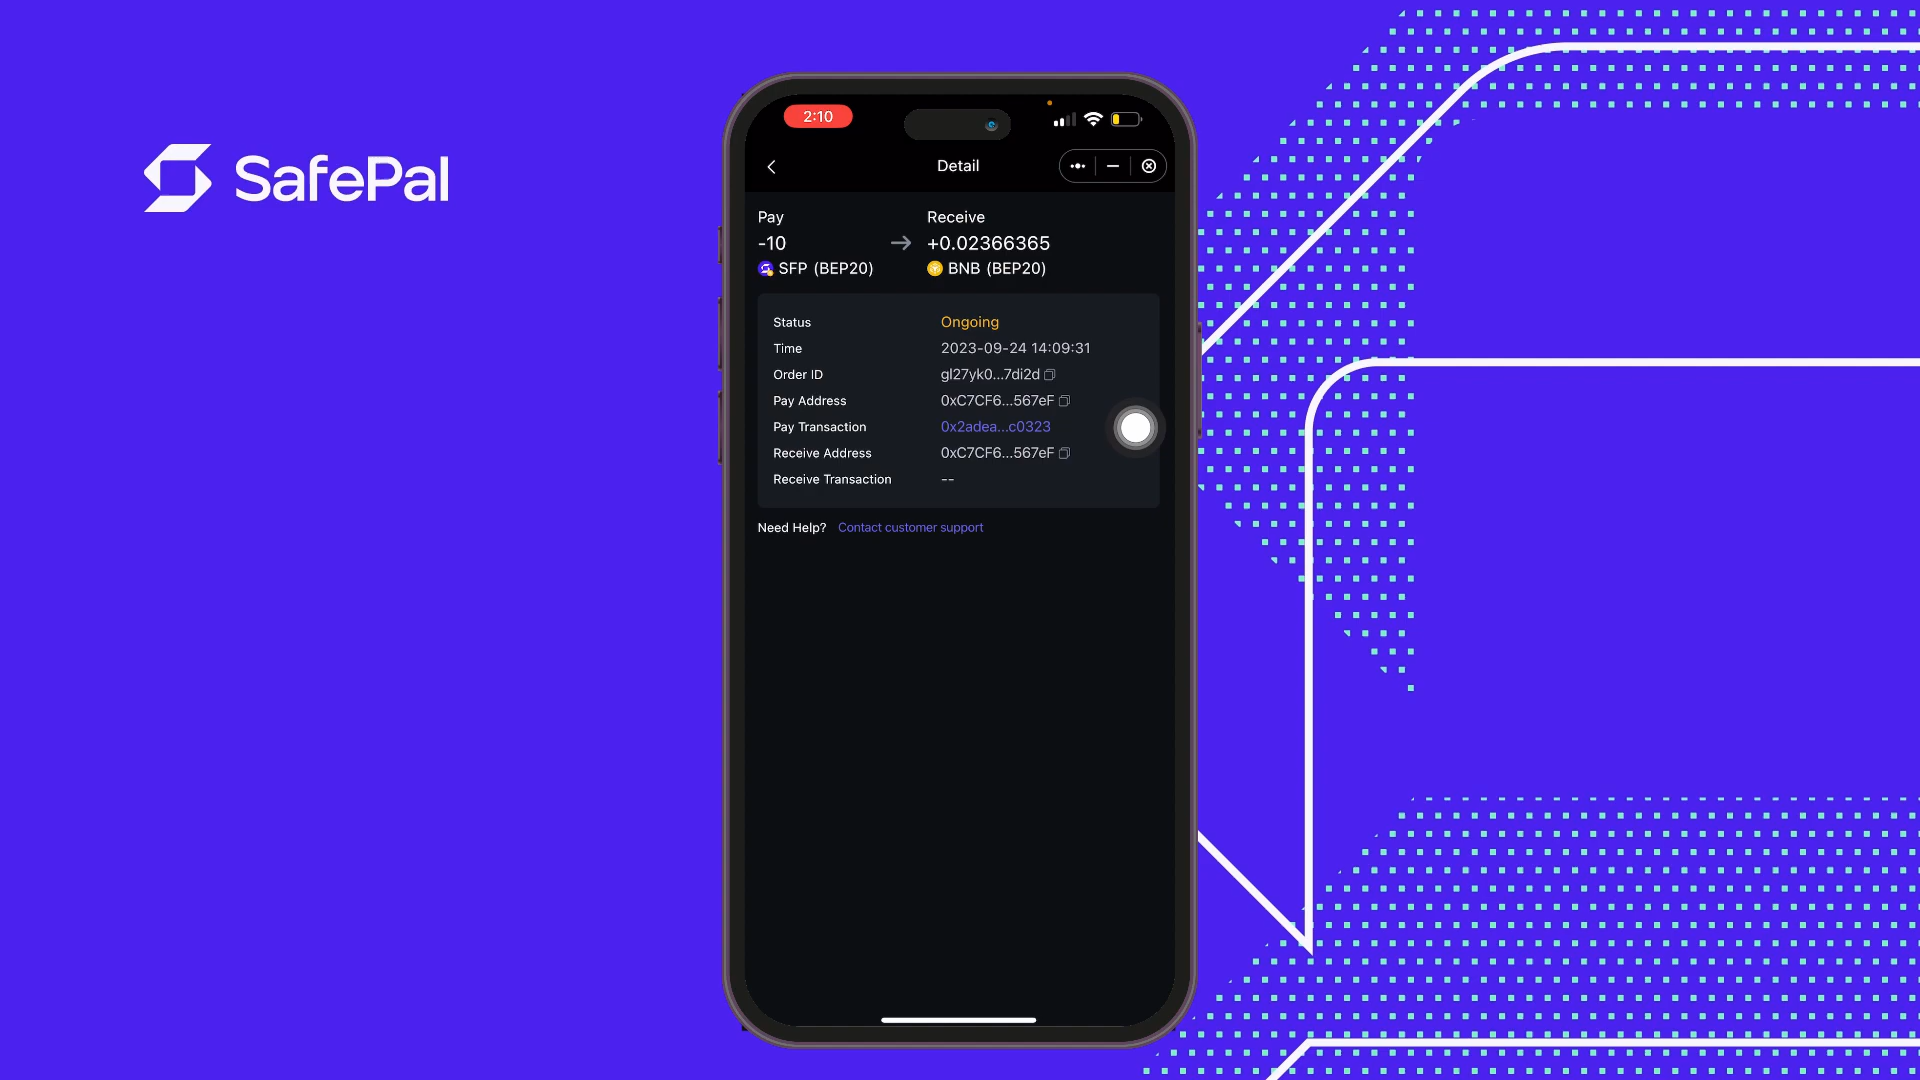 SafePal
2:10
Detail
Pay
Receive
-10
+0.02366365
SFP (BEP20)
BNB (BEP20)
Status
Ongoing
Time
2023-09-24 14:09:31
Order ID
gl27yk0...7di2d
Pay Address
0xC7CF6...567eF
Pay Transaction
0x2adea...c0323
Receive Address
0xC7CF6...567eF
Receive Transaction
--
Need Help? Contact customer support